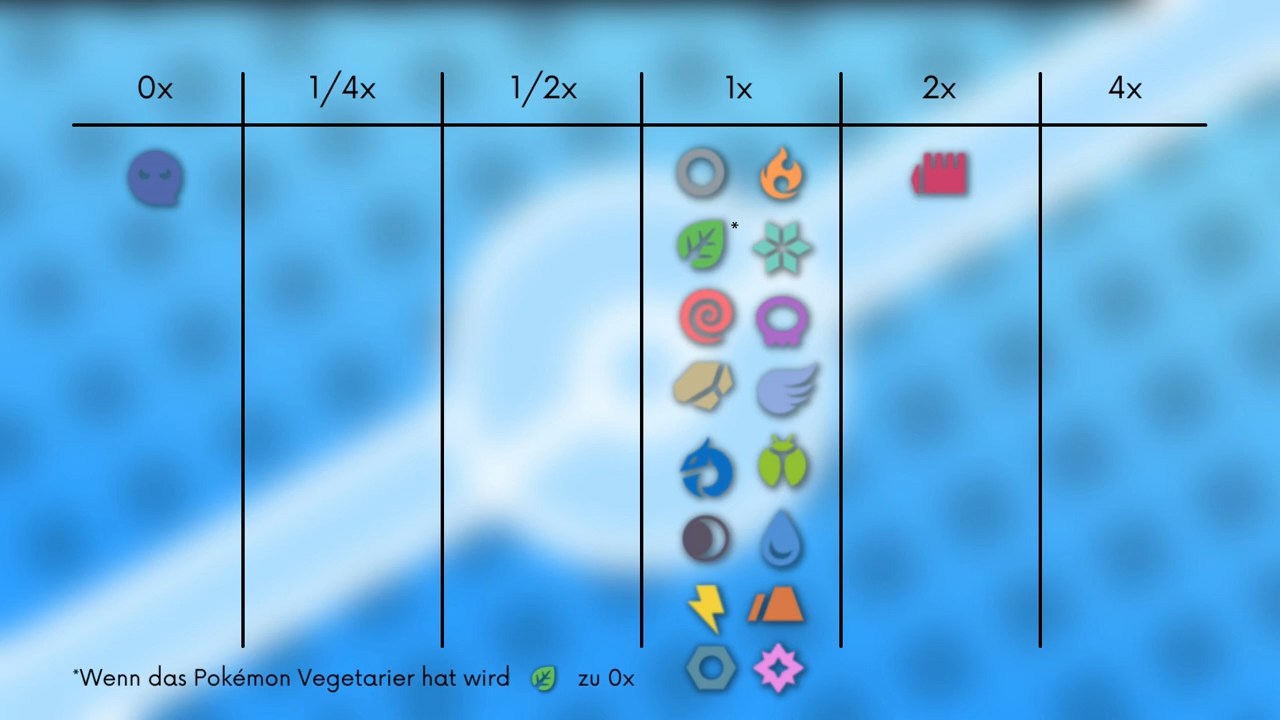 0x 1/4x 1/2x 1x 2x 4x
*
*Wenn das Pokémon Vegetarier hat wird zu 0x